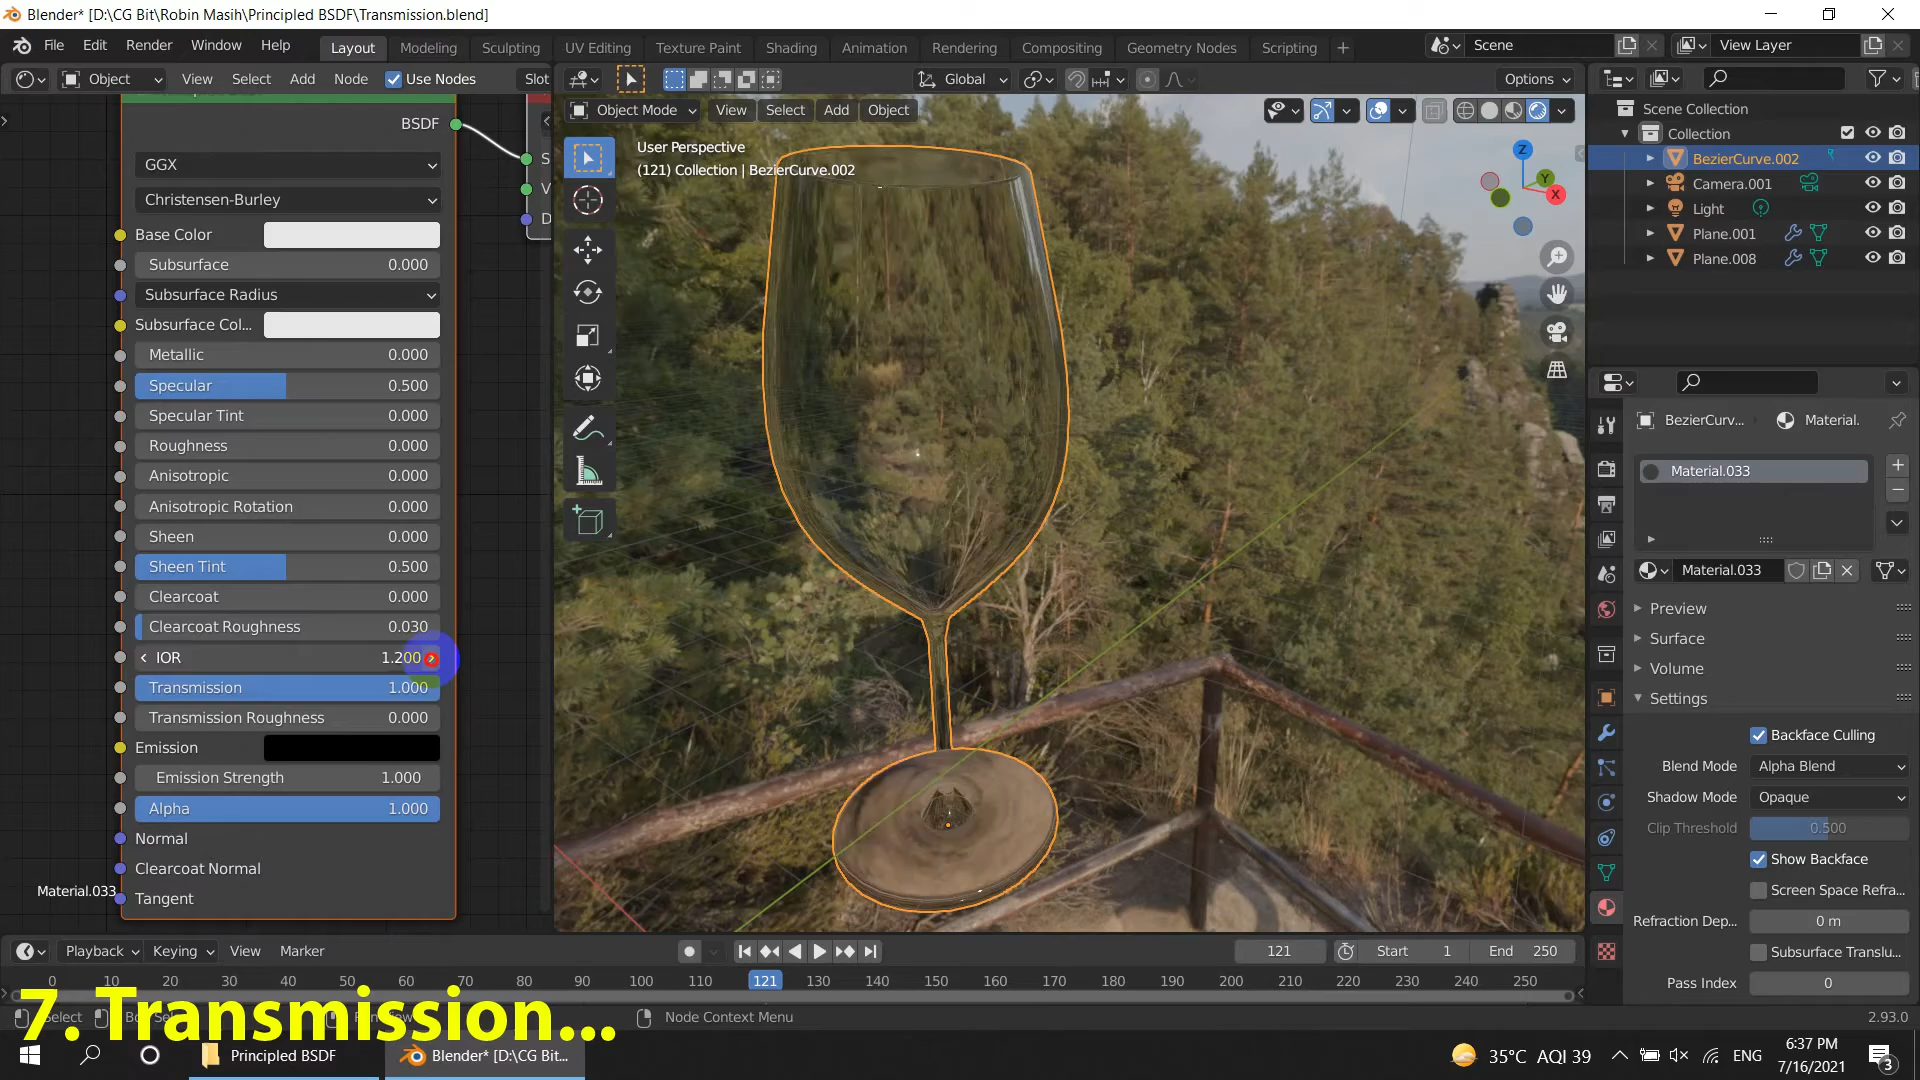 Blender* [D:\CG Bit\Robin Masih\Principled BSDF\Transmission.blend]
File Edit Render Window Help Layout Modeling Sculpting UV Editing Texture Paint Shading Animation Rendering Compositing Geometry Nodes Scripting + Scene View Layer
Object View Select Add Node Use Nodes Slot Global Options
Object Mode View Select Add Object
User Perspective
(121) Collection | BezierCurve.002
Z
Y
X
BSDF
S
V
D
GGX
Christensen-Burley
Base Color
Subsurface 0.000
Subsurface Radius
Subsurface Col...
Metallic 0.000
Specular 0.500
Specular Tint 0.000
Roughness 0.000
Anisotropic 0.000
Anisotropic Rotation 0.000
Sheen 0.000
Sheen Tint 0.500
Clearcoat 0.000
Clearcoat Roughness 0.030
IOR 1.200
Transmission 1.000
Transmission Roughness 0.000
Emission
Emission Strength 1.000
Alpha 1.000
Normal
Clearcoat Normal
Tangent
Material.033
Scene Collection
Collection
BezierCurve.002
Camera.001
Light
Plane.001
Plane.008
BezierCurv... Material.
Material.033
Material.033
Preview
Surface
Volume
Settings
Backface Culling
Blend Mode Alpha Blend
Shadow Mode Opaque
Clip Threshold 0.500
Show Backface
Screen Space Refra...
Refraction Dep... 0 m
Subsurface Translu...
Pass Index 0
Playback Keying View Marker 121 Start 1 End 250
0 10 20 30 40 50 60 70 80 90 100 110 121 130 140 150 160 170 180 190 200 210 220 230 240 250
7. Transmission...
Select Node Context Menu 2.93.0
Principled BSDF Blender* [D:\CG Bit... 35°C AQI 39 ENG 6:37 PM
7/16/2021
3